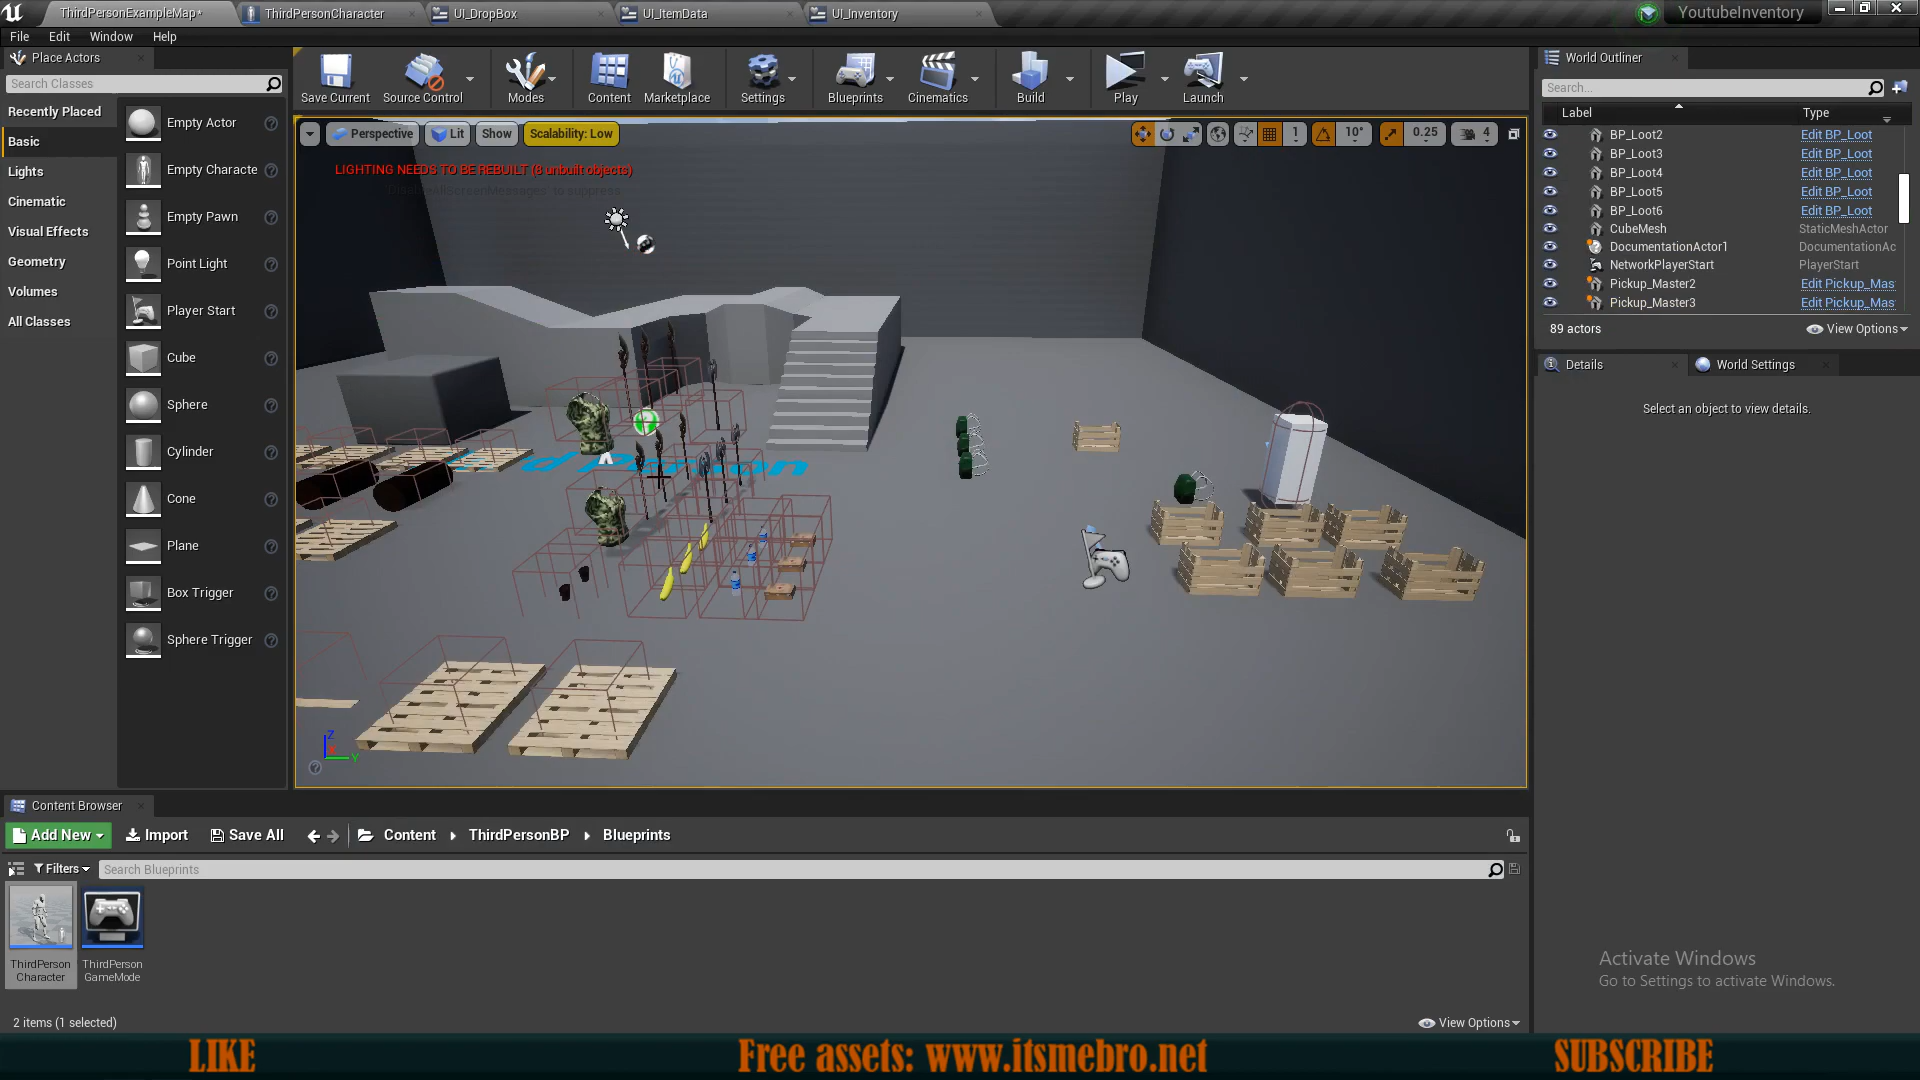 ThirdPersonExampleMap*
ThirdPersonCharacter
UI_DropBox
UI_ItemData
UI_Inventory
YoutubeInventory
File
Edit
Window
Help
Place Actors
Search Classes
Recently Placed
Basic
Lights
Cinematic
Visual Effects
Geometry
Volumes
All Classes
Empty Actor
Empty Characte
Empty Pawn
Point Light
Player Start
Cube
Sphere
Cylinder
Cone
Plane
Box Trigger
Sphere Trigger
Save Current
Source Control
Modes
Content
Marketplace
Settings
Blueprints
Cinematics
Build
Play
Launch
Perspective
Lit
Show
Scalability: Low
1
10°
0.25
4
LIGHTING NEEDS TO BE REBUILT (8 unbuilt objects)
'DisableAllScreenMessages' to suppress
Z
Y
World Outliner
Search...
Label
Type
BP_Loot2
Edit BP_Loot
BP_Loot3
Edit BP_Loot
BP_Loot4
Edit BP_Loot
BP_Loot5
Edit BP_Loot
BP_Loot6
Edit BP_Loot
CubeMesh
StaticMeshActor
DocumentationActor1
DocumentationAc
NetworkPlayerStart
PlayerStart
Pickup_Master2
Edit Pickup_Mas
Pickup_Master3
Edit Pickup_Mas
89 actors
View Options
Details
World Settings
Select an object to view details.
Content Browser
Add New
Import
Save All
Content
ThirdPersonBP
Blueprints
Filters
Search Blueprints
ThirdPerson
Character
ThirdPerson
GameMode
2 items (1 selected)
View Options
Activate Windows
Go to Settings to activate Windows.
LIKE
Free assets: www.itsmebro.net
SUBSCRIBE